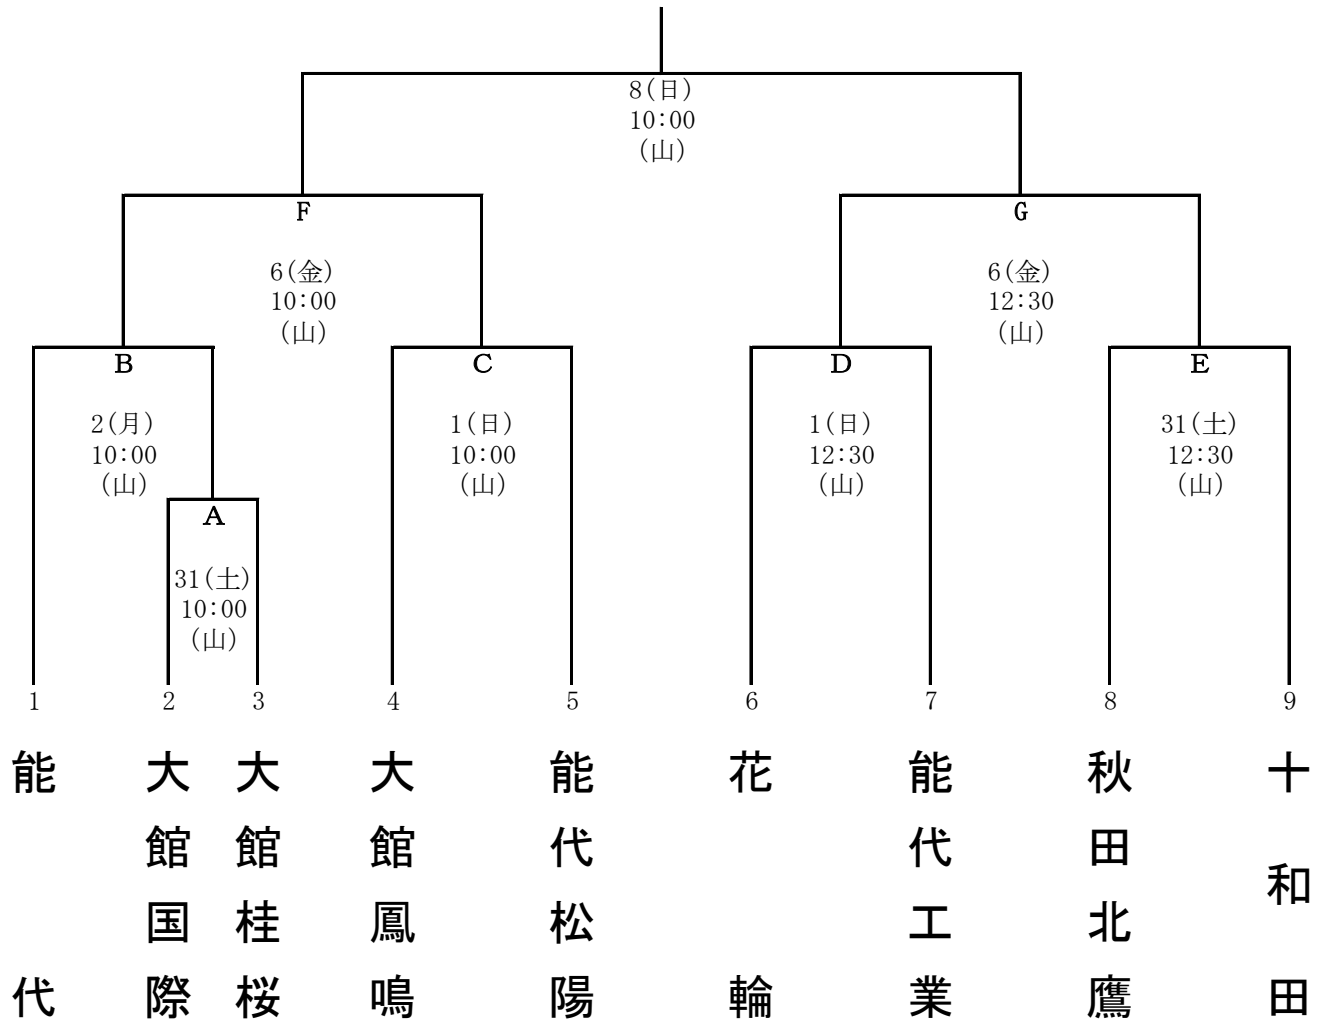 8(日)
10:00
(山)
F
G
6(金)
10:00
(山)
6(金)
12:30
(山)
B
C
D
E
2(月)
10:00
(山)
1(日)
10:00
(山)
1(日)
12:30
(山)
31(土)
12:30
(山)
A
31(土)
10:00
(山)
1
2
3
4
5
6
7
8
9
能代
大館国際
大館桂桜
大館鳳鳴
能代松陽
花輪
能代工業
秋田北鷹
十和田